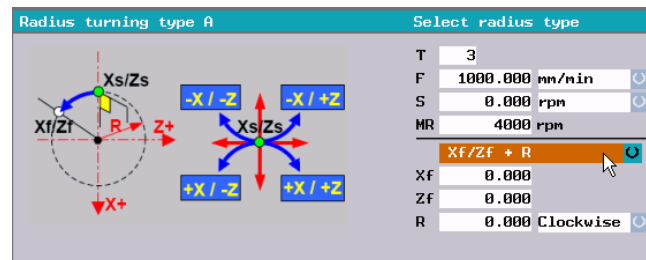 Radius turning type A
Select radius type
Xs/Zs
Xf/Zf
R
Z+
X+
-X / -Z
-X / +Z
Xs/Zs
+X / -Z
+X / +Z
T 3
F 1000.000 mm/min
S 0.000 rpm
MR 4000 rpm
Xf/Zf + R
Xf 0.000
Zf 0.000
R 0.000 Clockwise